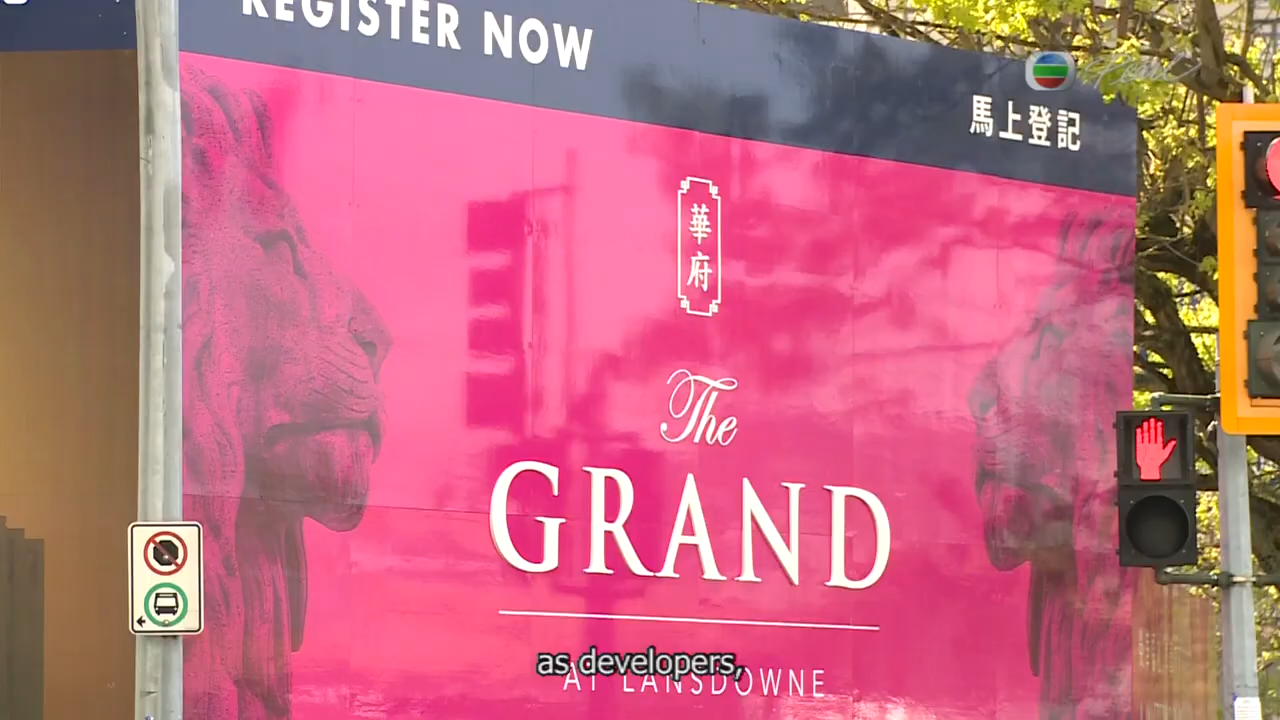 REGISTER NOW
馬上登記
華府
The
GRAND
AT LANSDOWNE
as developers,